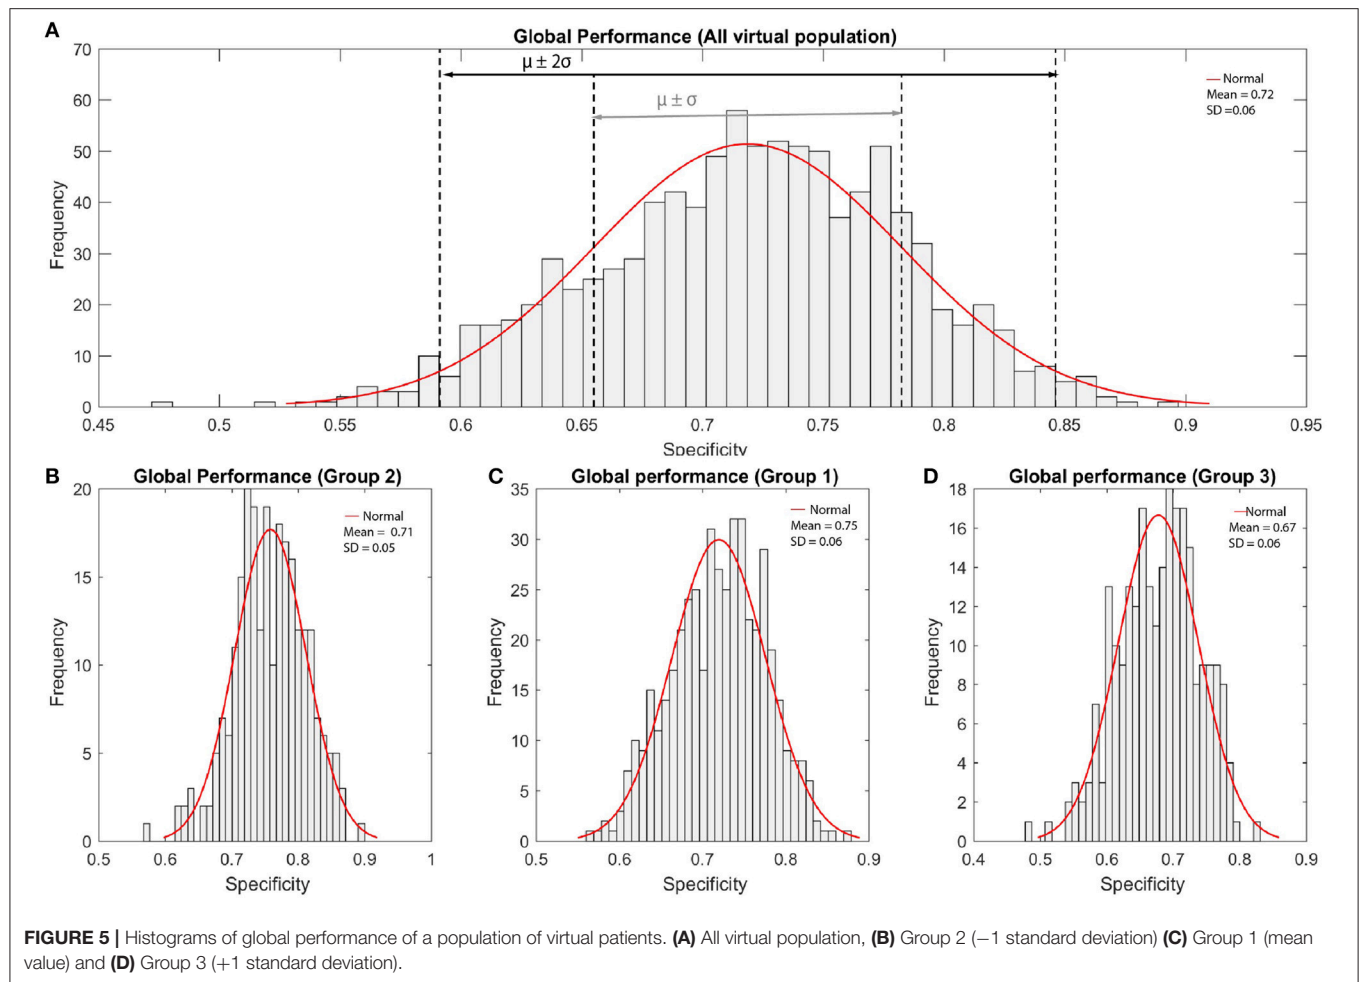 A
Global Performance (All virtual population)
70
60
50
40
30
20
10
0
Frequency
μ ± 2σ
μ ± σ
Normal
Mean = 0.72
SD =0.06
0.45 0.5 0.55 0.6 0.65 0.7 0.75 0.8 0.85 0.9 0.95
Specificity
B
Global Performance (Group 2)
20
15
10
5
0
Frequency
Normal
Mean = 0.71
SD = 0.05
0.5 0.6 0.7 0.8 0.9 1
Specificity
C
Global performance (Group 1)
35
30
25
20
15
10
5
0
Frequency
Normal
Mean = 0.75
SD = 0.06
0.5 0.6 0.7 0.8 0.9
Specificity
D
Global performance (Group 3)
18
16
14
12
10
8
6
4
2
0
Frequency
Normal
Mean = 0.67
SD = 0.06
0.4 0.5 0.6 0.7 0.8 0.9
Specificity
FIGURE 5 | Histograms of global performance of a population of virtual patients. (A) All virtual population, (B) Group 2 (−1 standard deviation) (C) Group 1 (mean
value) and (D) Group 3 (+1 standard deviation).